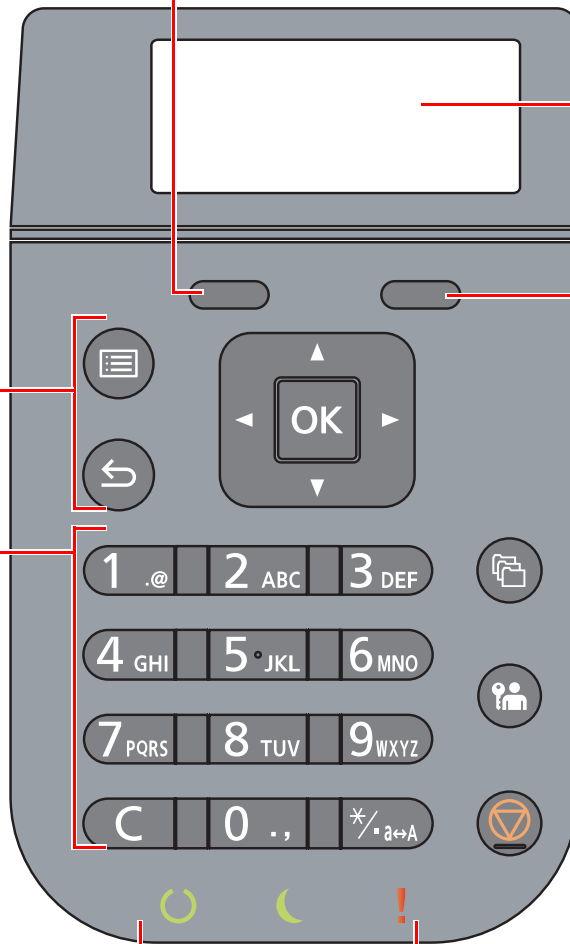 OK
1 .@ 2 ABC 3 DEF
4 GHI 5 JKL 6 MNO
7 PQRS 8 TUV 9 WXYZ
C 0 ., */. a↔A
!